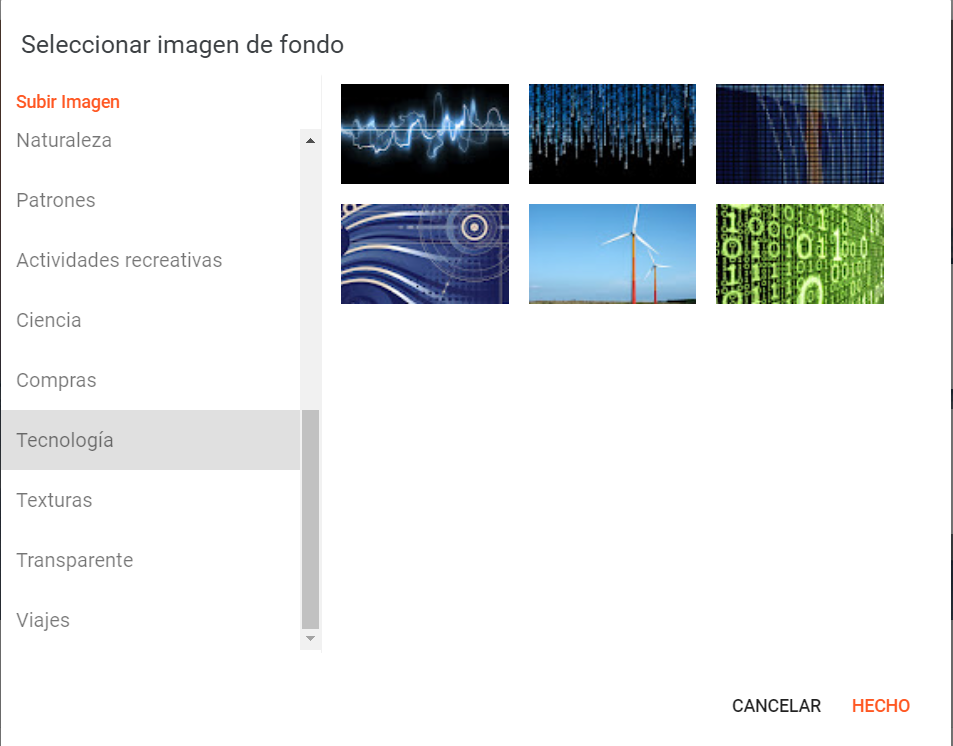 Seleccionar imagen de fondo
Subir Imagen
Naturaleza
Patrones
Actividades recreativas
Ciencia
Compras
Tecnología
Texturas
Transparente
Viajes
CANCELAR
HECHO